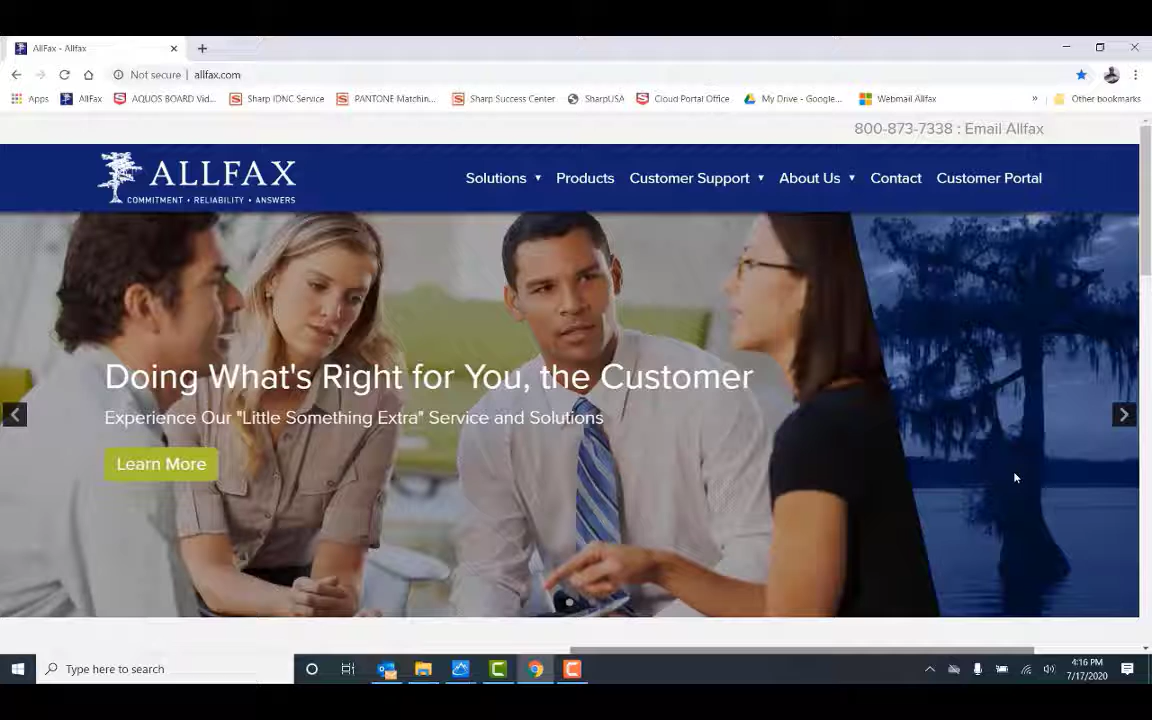 AllFax - Allfax
Not secure | allfax.com
Apps AllFax AQUOS BOARD Vid... Sharp IDNC Service PANTONE Matchin... Sharp Success Center SharpUSA Cloud Portal Office My Drive - Google... Webmail Allfax » Other bookmarks
800-873-7338 : Email Allfax
ALLFAX
COMMITMENT • RELIABILITY • ANSWERS
Solutions Products Customer Support About Us Contact Customer Portal
Doing What's Right for You, the Customer
Experience Our "Little Something Extra" Service and Solutions
Learn More
Type here to search
4:16 PM
7/17/2020